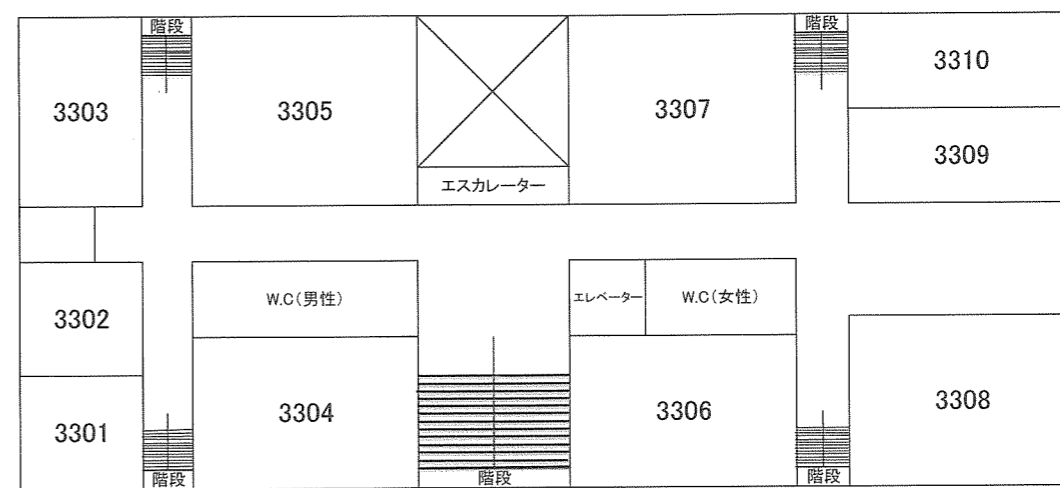 階段
階段
3303
3305
3307
3310
3309
エスカレーター
W.C(男性)
エレベーター
W.C(女性)
3302
3301
3304
3306
3308
階段
階段
階段